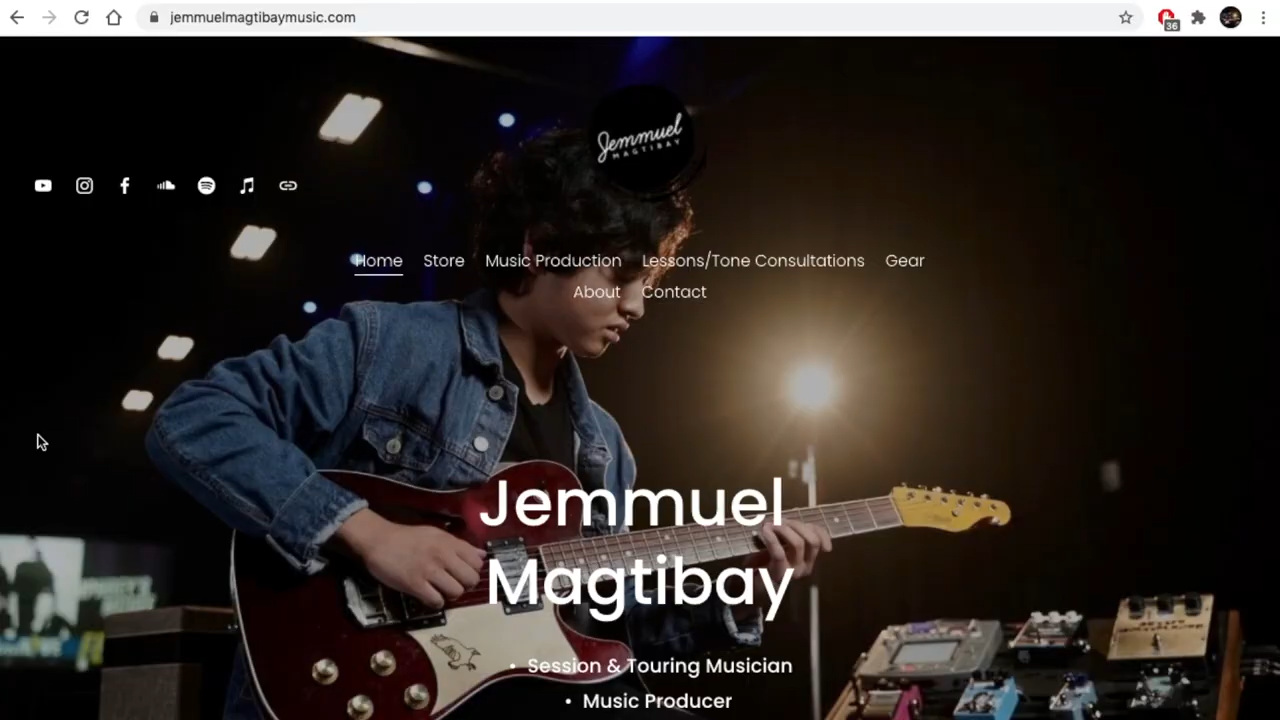 jemmuelmagtibaymusic.com
36
Jemmuel
MAGTIBAY
Home Store Music Production Lessons/Tone Consultations Gear
About Contact
Jemmuel
Magtibay
• Session & Touring Musician
• Music Producer